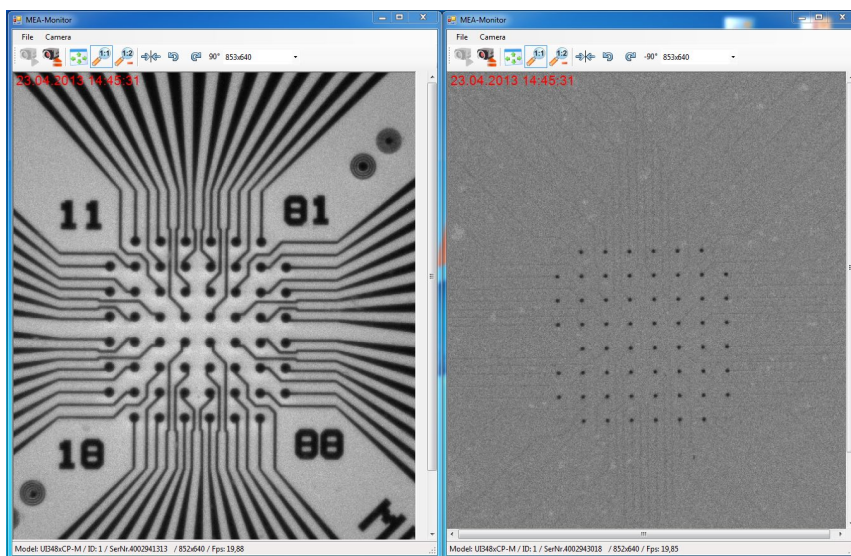 MEA-Monitor
File Camera
1:1 1:2 90° 853x640
23.04.2013 14:45:31
11 81
18 88
M
Model: UI348xCP-M / ID: 1 / SerNr.4002941313 / 852x640 / Fps: 19,88
MEA-Monitor
File Camera
1:1 1:2 -90° 853x640
23.04.2013 14:45:31
Model: UI348xCP-M / ID: 1 / SerNr.4002943018 / 852x640 / Fps: 19,85